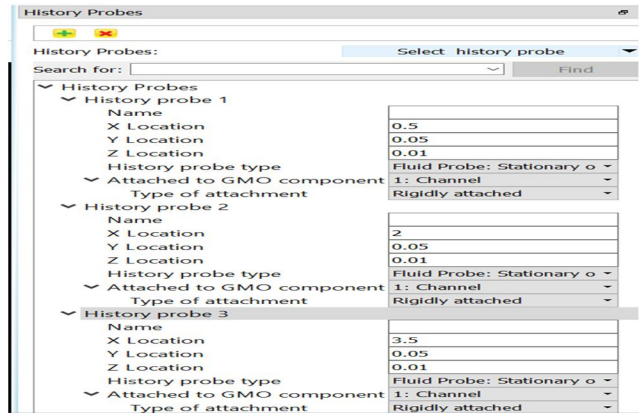 History Probes
History Probes: Select history probe
Search for: Find
History Probes
History probe 1
Name
X Location 0.5
Y Location 0.05
Z Location 0.01
History probe type Fluid Probe: Stationary o
Attached to GMO component 1: Channel
Type of attachment Rigidly attached
History probe 2
Name
X Location 2
Y Location 0.05
Z Location 0.01
History probe type Fluid Probe: Stationary o
Attached to GMO component 1: Channel
Type of attachment Rigidly attached
History probe 3
Name
X Location 3.5
Y Location 0.05
Z Location 0.01
History probe type Fluid Probe: Stationary o
Attached to GMO component 1: Channel
Type of attachment Rigidly attached